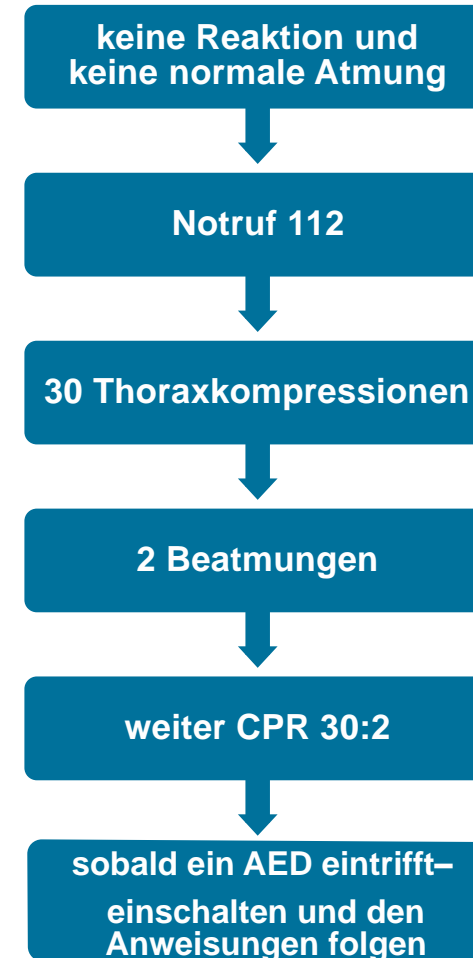 keine Reaktion und
keine normale Atmung
Notruf 112
30 Thoraxkompressionen
2 Beatmungen
weiter CPR 30:2
sobald ein AED eintrifft–
einschalten und den
Anweisungen folgen